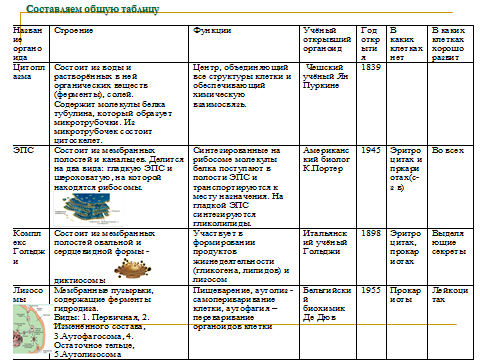 Составляем общую таблицу
Назван
ие
органо
ида
Строение
Функции
Учёный
открывший
органоид
Год
откр
ыти
я
В
каких
клетках
нет
В каких
клетках
хорошо
развит
Цитопл
азма
Состоит из воды и
растворённых в ней
органических веществ
(ферменты), солей.
Содержит молекулы белка
тубулина, который образует
микротрубочки. Из
микротрубочек состоит
цитоскелет.
Центр, объединяющий
все структуры клетки и
обеспечивающий
химическую
взаимосвязь.
Чешский
учёный Ян
Пуркине
1839
ЭПС
Состоит из мембранных
полостей и канальцев. Делится
на два вида: гладкую ЭПС и
шероховатую, на которой
находятся рибосомы.
Синтезированные на
рибосоме молекулы
белка поступают в
полости ЭПС и
транспортируются к
месту назначения. На
гладкой ЭПС
синтезируются
гликолипиды.
Американс
кий биолог
К.Портер
1945
Эритро
цитах и
пркари
отах(с-
з в)
Во всех
Компл
екс
Гольдж
и
Состоит из мембранных
полостей овальной и
сердцевидной формы -
диктиосомы
Участвует в
формировании
продуктов
жизнедеятельности
(гликогена, липидов) и
лизосом
Итальянск
ий учёный
Гольджи
1898
Эритро
цитах,
прокар
иотах
Выделя
ющие
секреты
Лизосо
мы
Мембранные пузырьки,
содержащие ферменты
гидродиза.
Виды: 1. Первичная, 2.
Измененного состава,
3.Аутофагосома, 4.
Остаточное тельце,
5.Аутолизосома
Пищеварение, аутолиз -
самопереваривание
клетки, аутофагия –
переваривание
органоидов клетки
Бельгийски
й
биохимик
Де Дюв
1955
Прокар
иоты
Лейкоци
тах